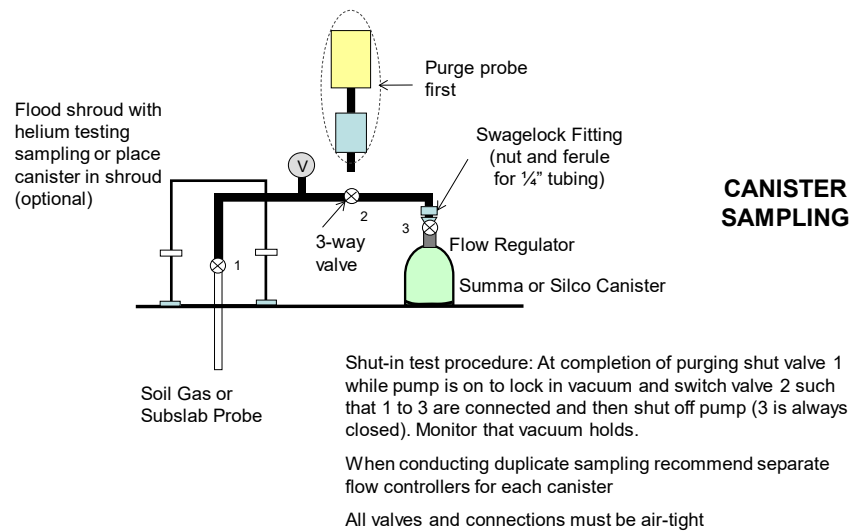 Purge probe
first
Flood shroud with
helium testing
sampling or place
canister in shroud
(optional)
Swagelock Fitting
(nut and ferule
for ¼” tubing)
V
CANISTER
SAMPLING
2
3-way
valve
3
Flow Regulator
1
Summa or Silco Canister
Soil Gas or
Subslab Probe
Shut-in test procedure: At completion of purging shut valve 1
while pump is on to lock in vacuum and switch valve 2 such
that 1 to 3 are connected and then shut off pump (3 is always
closed). Monitor that vacuum holds.
When conducting duplicate sampling recommend separate
flow controllers for each canister
All valves and connections must be air-tight